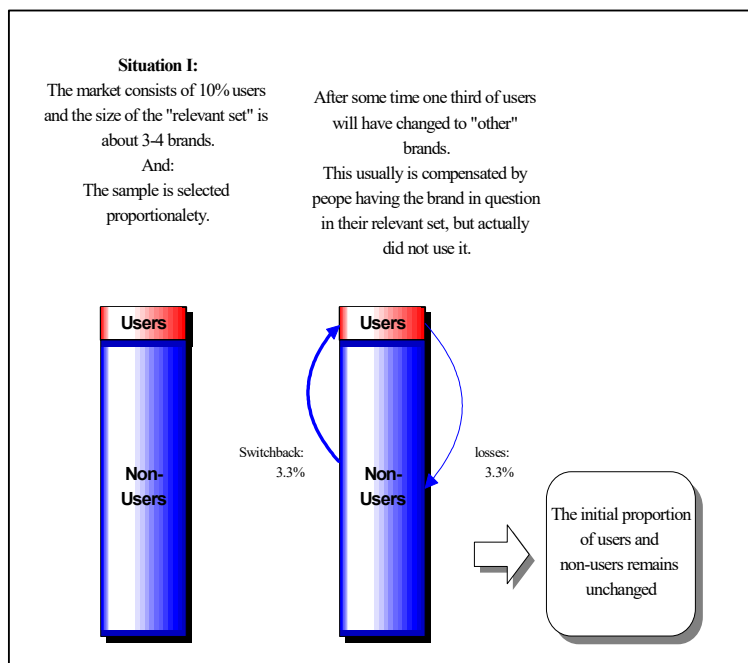 Situation I:
The market consists of 10% users
and the size of the "relevant set" is
about 3-4 brands.
And:
The sample is selected
proportionalety.
After some time one third of users
will have changed to "other"
brands.
This usually is compensated by
peope having the brand in question
in their relevant set, but actually
did not use it.
Users
Non-
Users
Users
Non-
Users
Switchback:
3.3%
losses:
3.3%
The initial proportion
of users and
non-users remains
unchanged